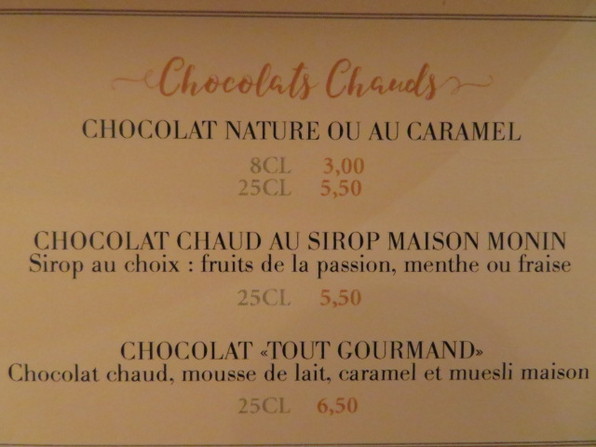 Chocolats Chauds
CHOCOLAT NATURE OU AU CARAMEL
8CL 3,00
25CL 5,50
CHOCOLAT CHAUD AU SIROP MAISON MONIN
Sirop au choix : fruits de la passion, menthe ou fraise
25CL 5,50
CHOCOLAT «TOUT GOURMAND»
Chocolat chaud, mousse de lait, caramel et muesli maison
25CL 6,50